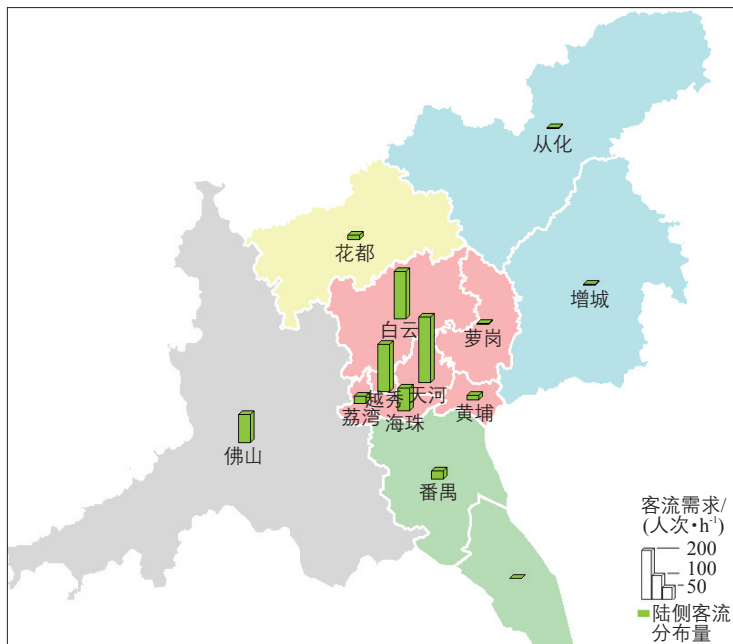 从化
花都
增城
白云
萝岗
越秀
天河
荔湾
海珠
黄埔
佛山
番禺
客流需求/
(人次·h⁻¹)
200
100
50
陆侧客流
分布量